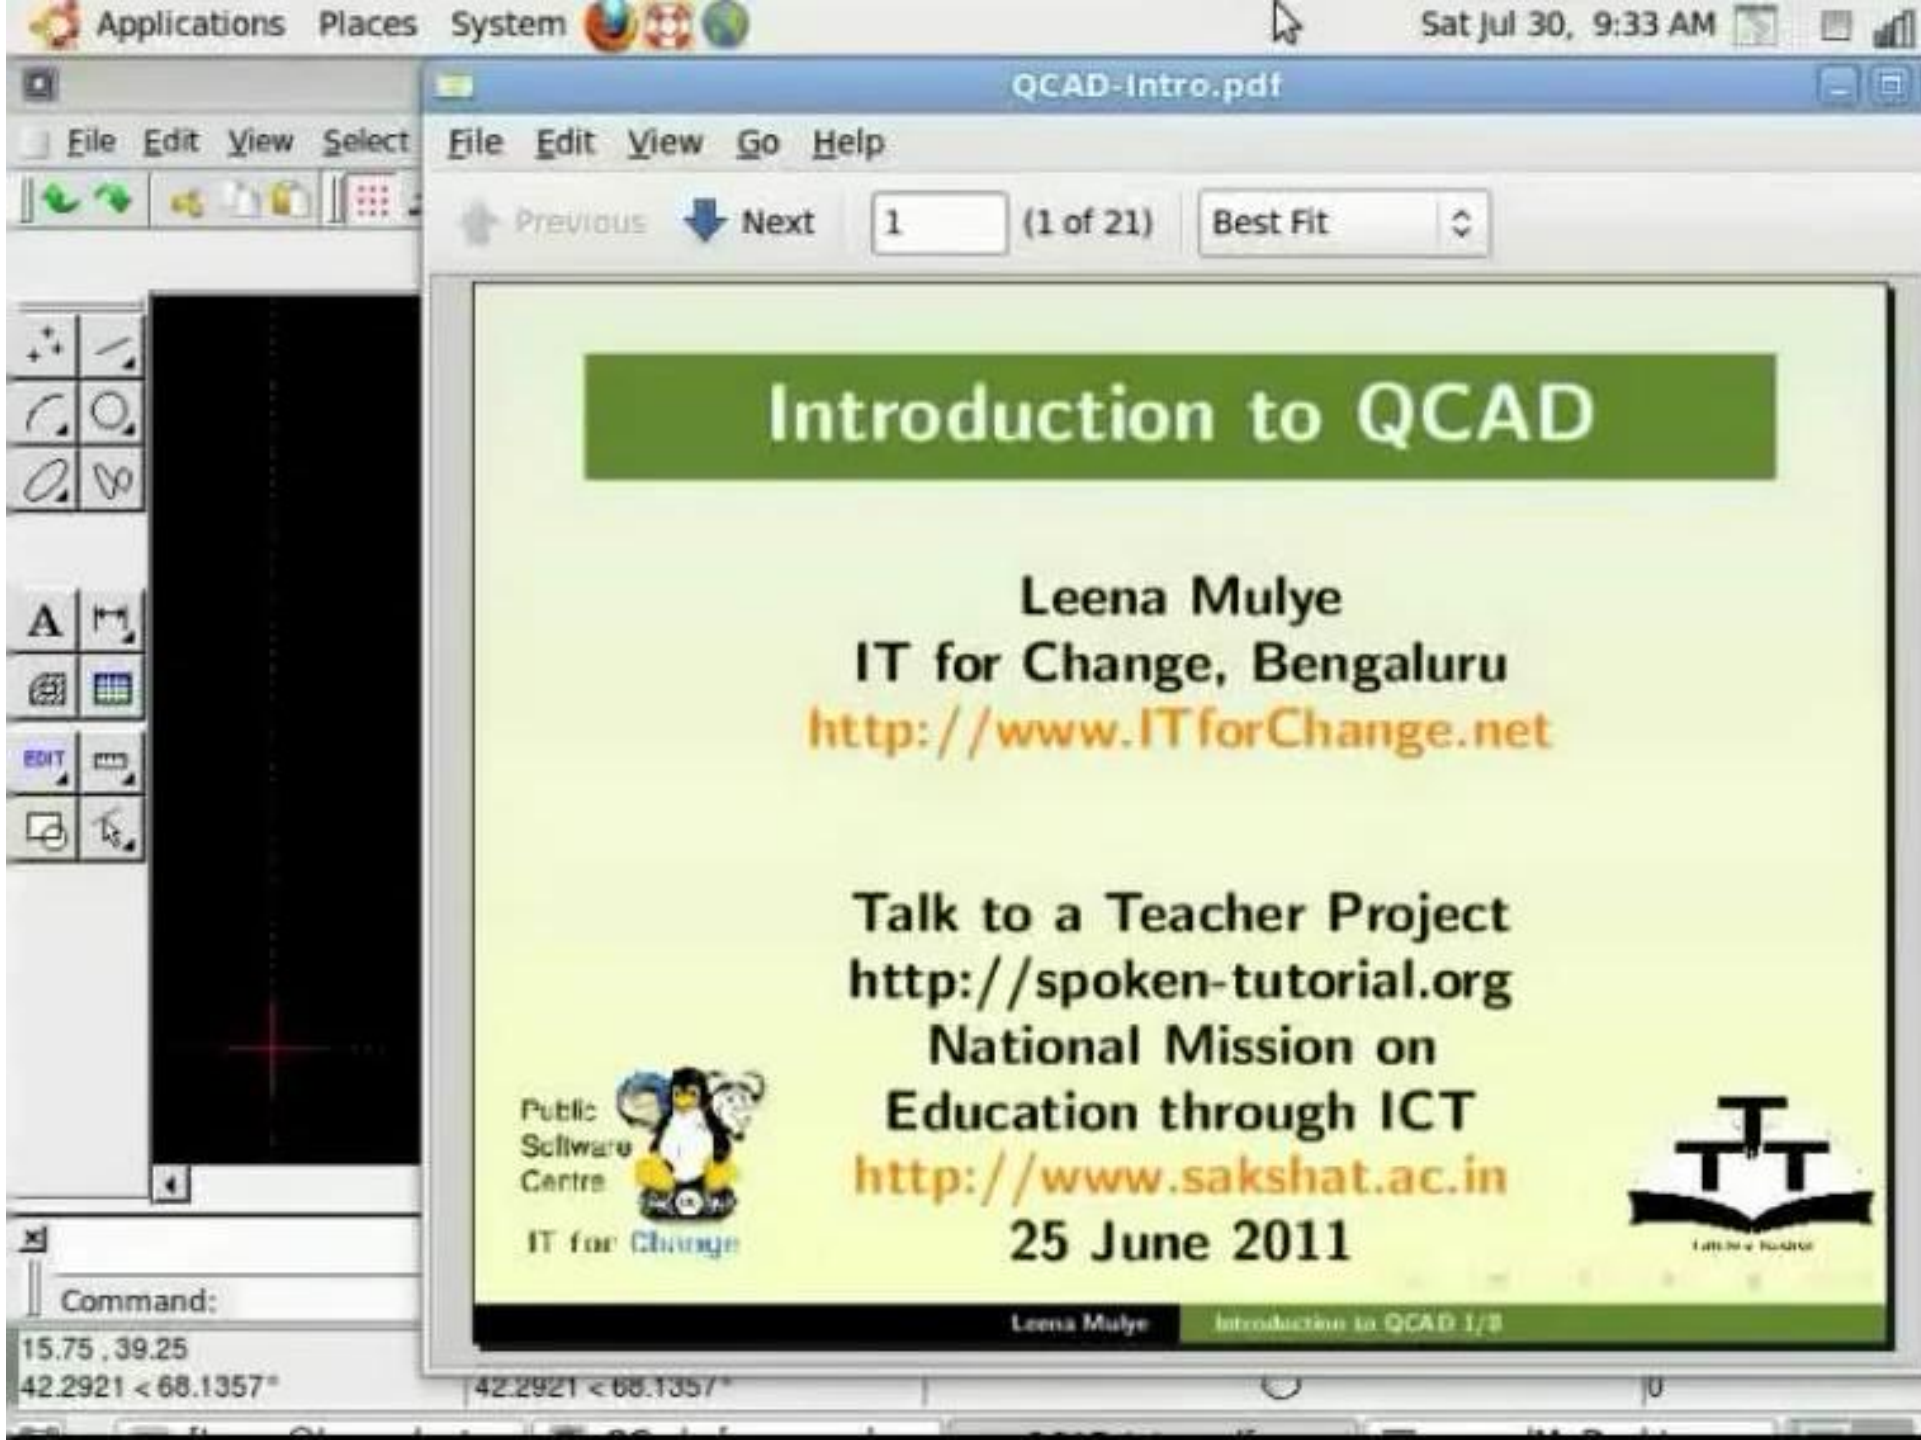 Applications Places System Sat Jul 30, 9:33 AM
QCAD-Intro.pdf
File Edit View Select
File Edit View Go Help
Previous Next 1 (1 of 21) Best Fit
Introduction to QCAD
Leena Mulye
IT for Change, Bengaluru
http://www.ITforChange.net
A
EDIT
Talk to a Teacher Project
http://spoken-tutorial.org
National Mission on
Education through ICT
http://www.sakshat.ac.in
25 June 2011
Public
Software
Centre
IT for Change
T T T
Leena Mulye Introduction to QCAD 1/8
Command:
15.75 , 39.25
42.2921 < 68.1357°
42.2921 < 68.1357°
0